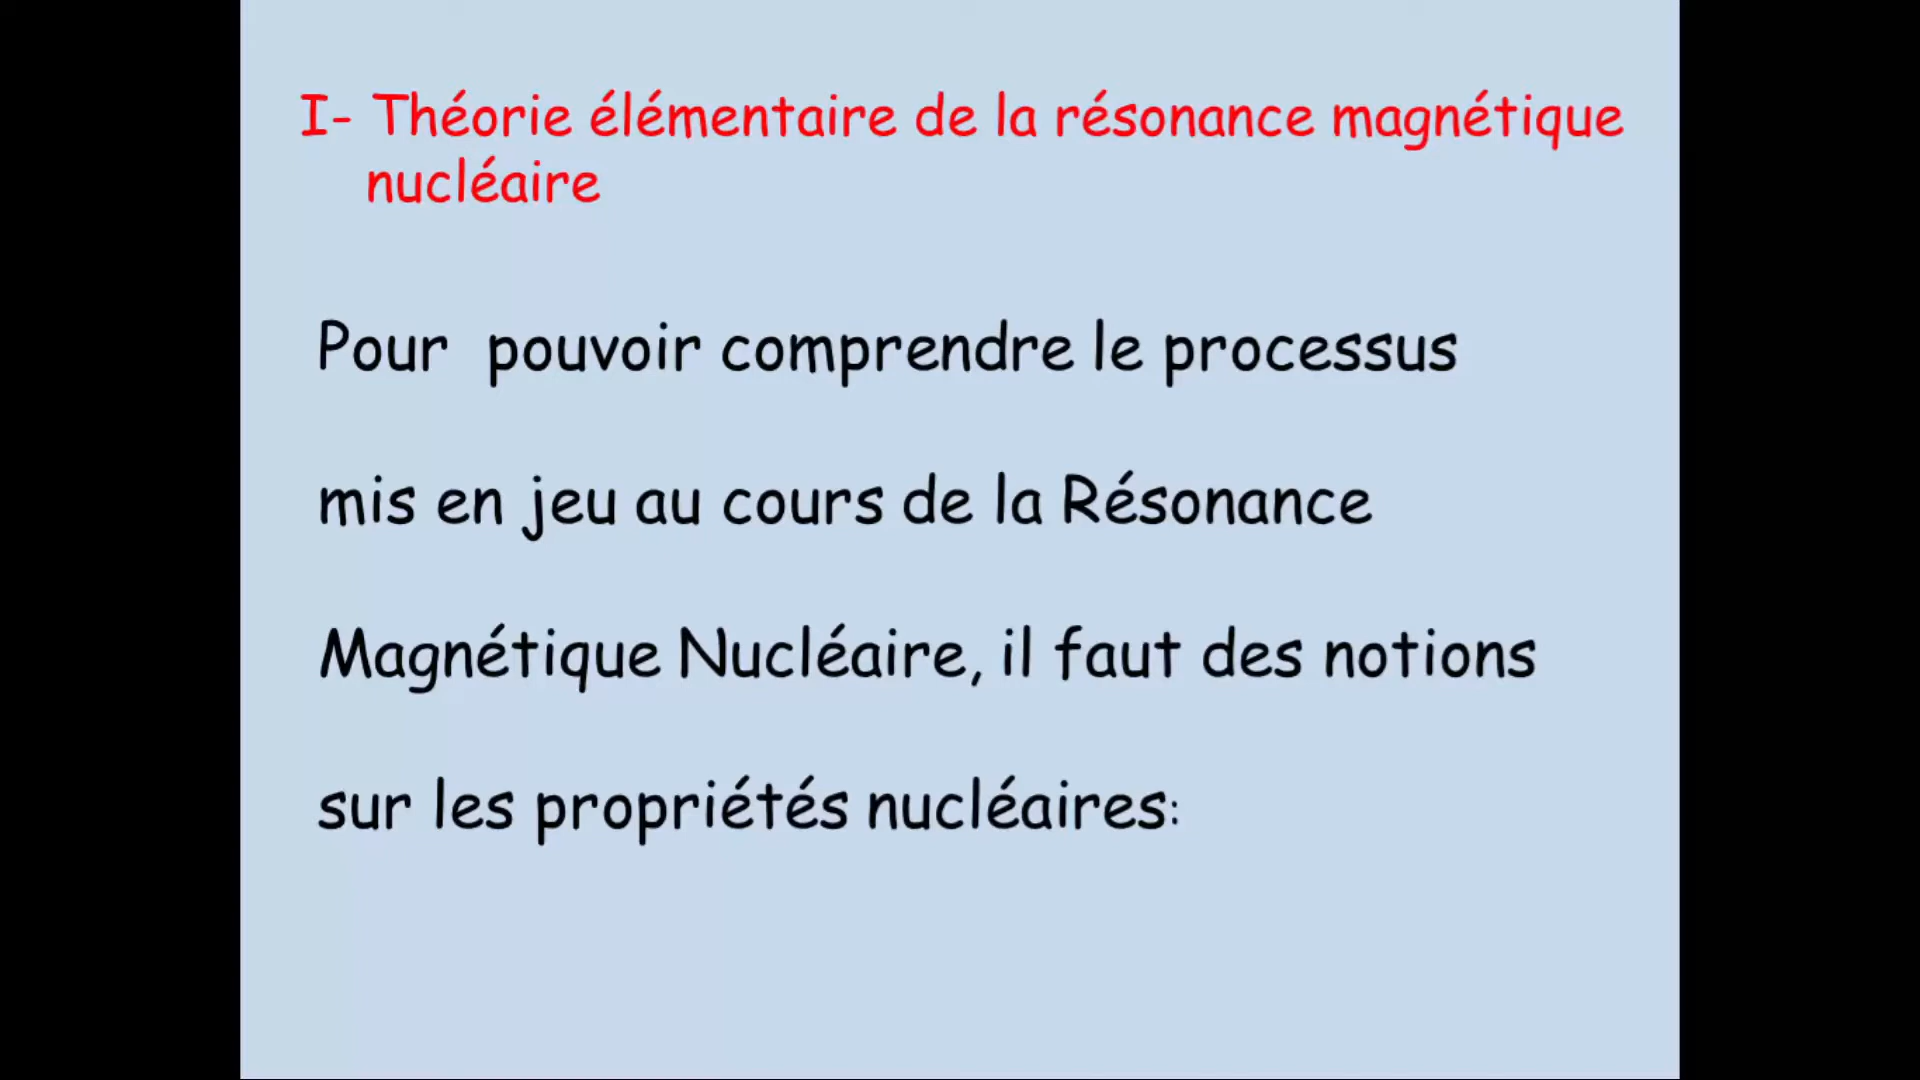 I- Théorie élémentaire de la résonance magnétique
nucléaire
Pour pouvoir comprendre le processus
mis en jeu au cours de la Résonance
Magnétique Nucléaire, il faut des notions
sur les propriétés nucléaires: